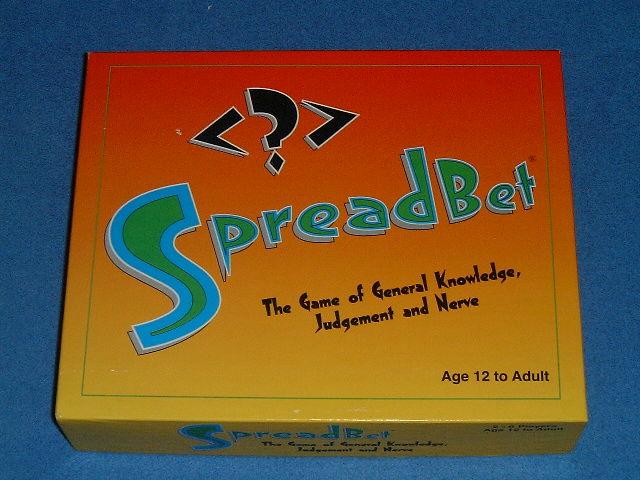 <?>
SpreadBet
The Game of General Knowledge,
Judgement and Nerve
Age 12 to Adult
SpreadBet
The Game of General Knowledge,
Judgement and Nerve
Players
Age 12 to Adult